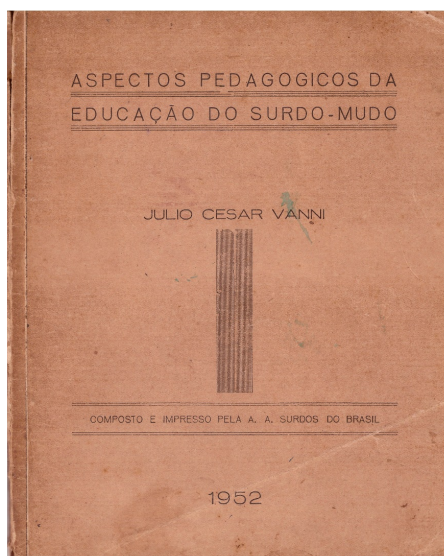 ASPECTOS PEDAGOGICOS DA
EDUCAÇÃO DO SURDO-MUDO
JULIO CESAR VANNI
COMPOSTO E IMPRESSO PELA A. A. SURDOS DO BRASIL
1952